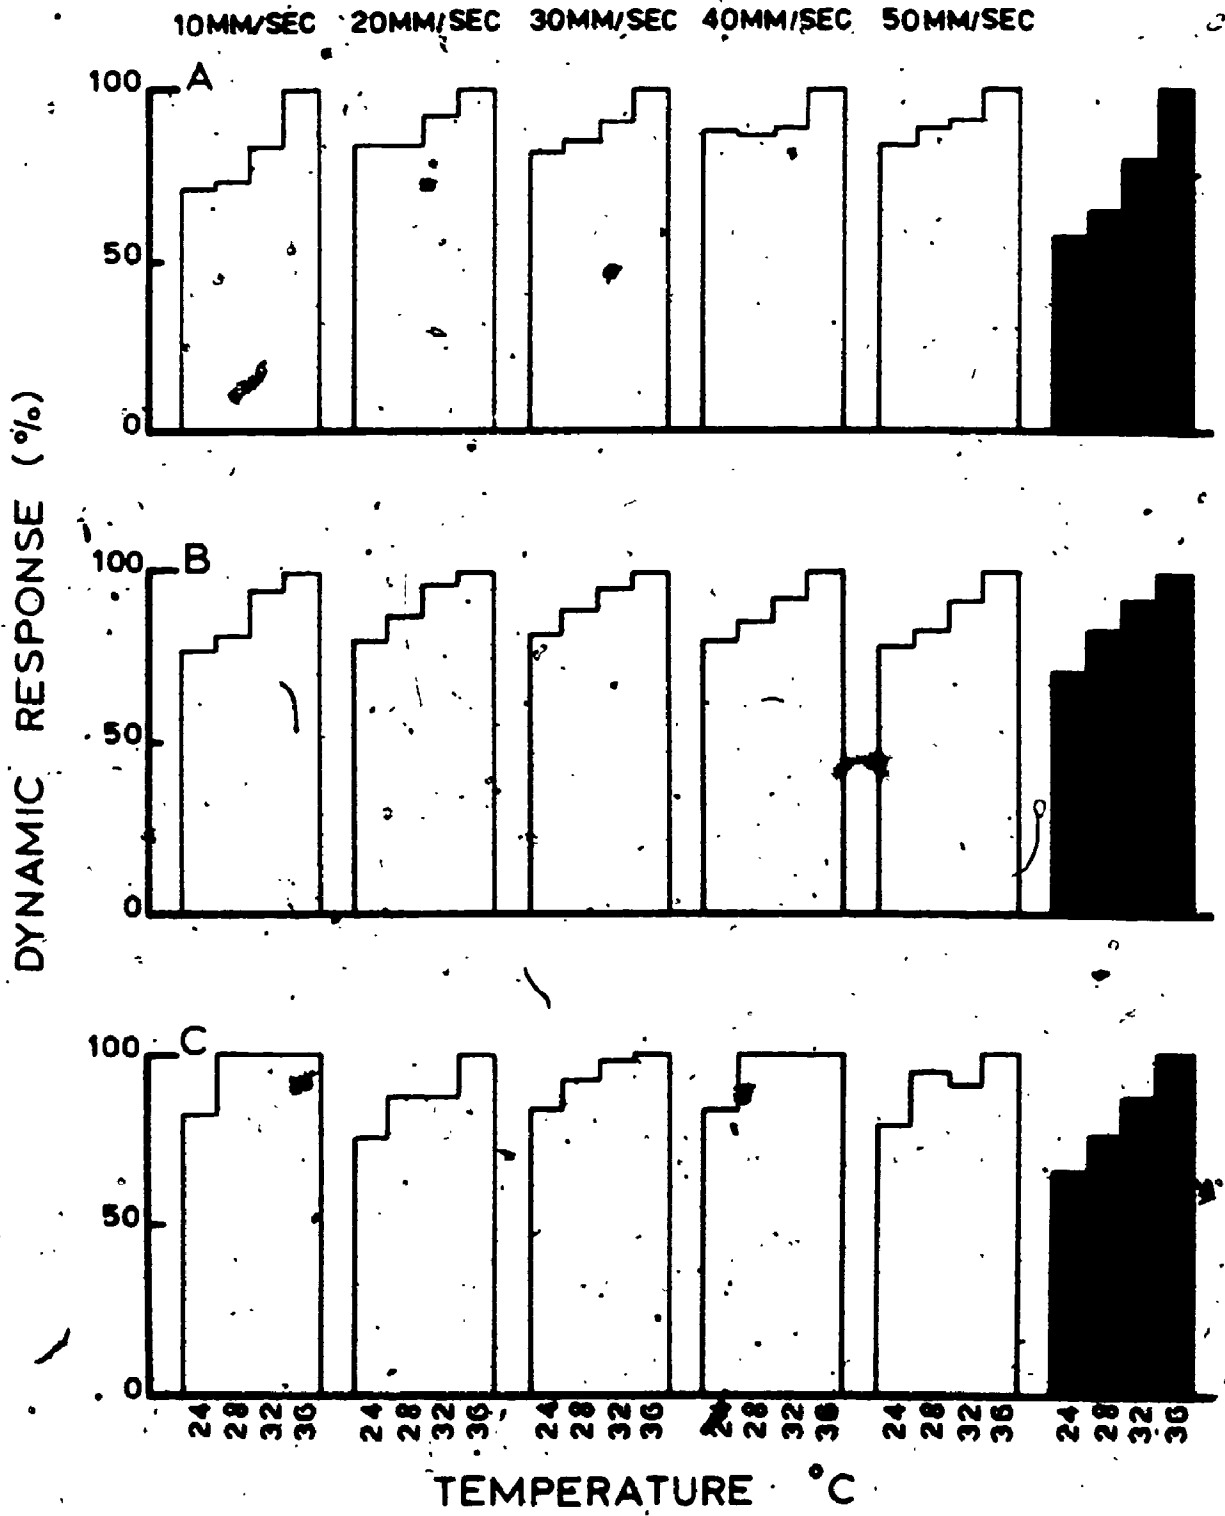 10MM/SEC 20MM/SEC 30MM/SEC 40MM/SEC 50MM/SEC
A
100
50
0
B
100
50
0
C
100
50
0
DYNAMIC RESPONSE (%)
24 28 32 36 24 28 32 36 24 28 32 36 28 32 36 24 28 32 36 24 28 32 36
TEMPERATURE °C